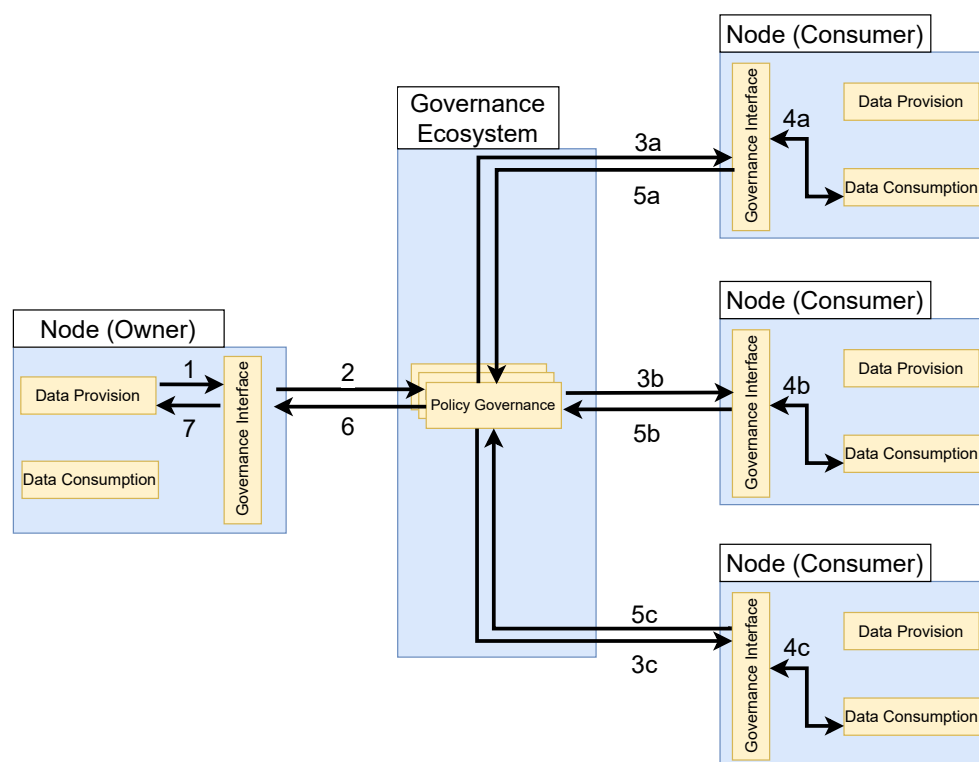 Node (Owner)
Data Provision
Data Consumption
Governance Interface
1
7
2
6
Governance
Ecosystem
Policy Governance
3a
5a
3b
5b
5c
3c
Node (Consumer)
Governance Interface
4a
Data Provision
Data Consumption
Node (Consumer)
Governance Interface
4b
Data Provision
Data Consumption
Node (Consumer)
Governance Interface
4c
Data Provision
Data Consumption